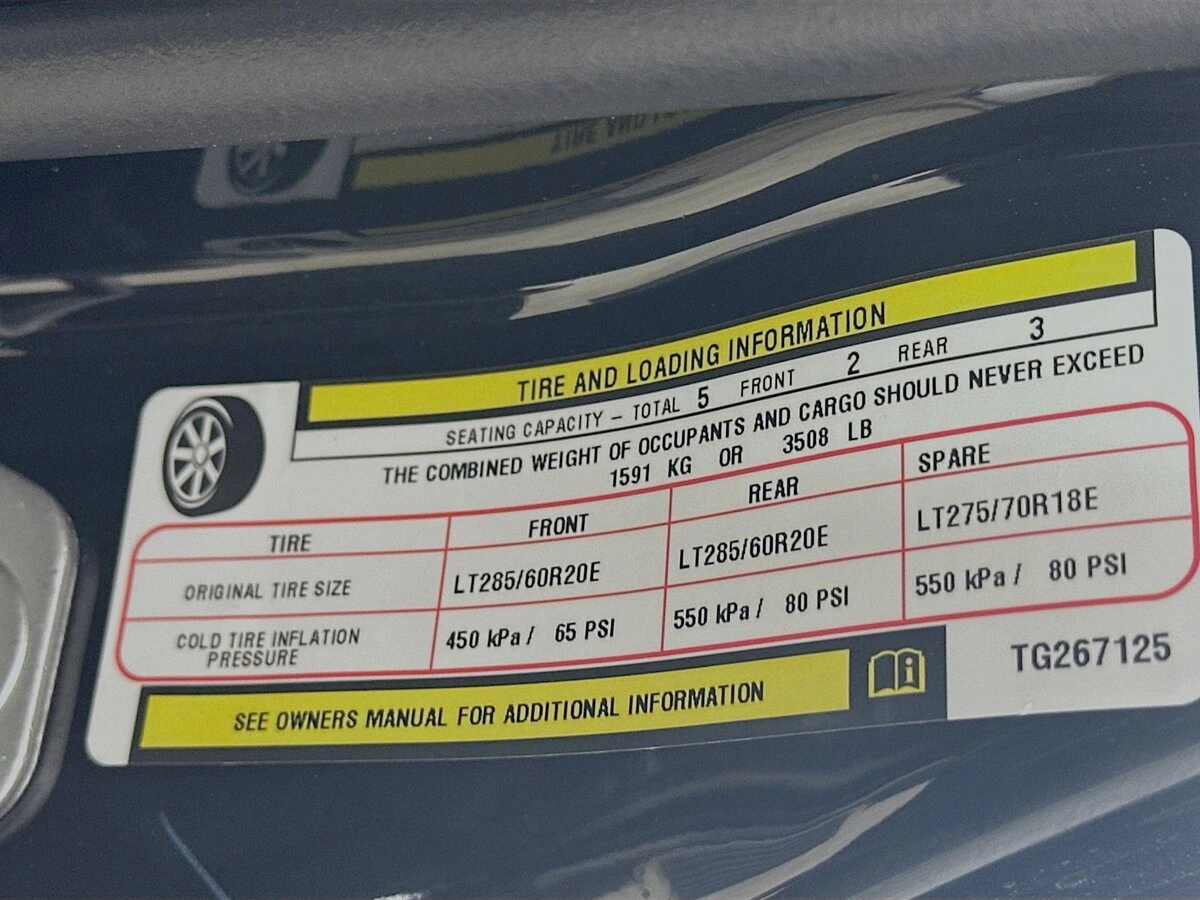 TIRE AND LOADING INFORMATION
SEATING CAPACITY – TOTAL 5 FRONT 2 REAR 3
THE COMBINED WEIGHT OF OCCUPANTS AND CARGO SHOULD NEVER EXCEED
1591 KG OR 3508 LB
TIRE FRONT REAR SPARE
ORIGINAL TIRE SIZE LT285/60R20E LT285/60R20E LT275/70R18E
COLD TIRE INFLATION PRESSURE 450 kPa / 65 PSI 550 kPa / 80 PSI 550 kPa / 80 PSI
SEE OWNERS MANUAL FOR ADDITIONAL INFORMATION
TG267125